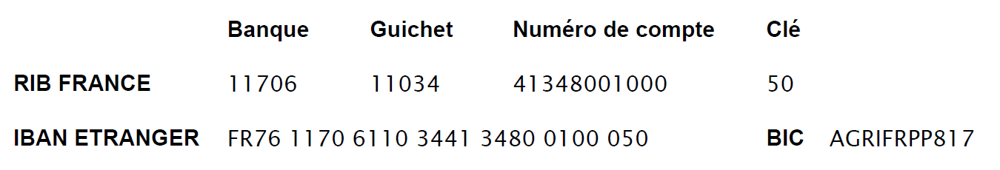 Banque Guichet Numéro de compte Clé
RIB FRANCE 11706 11034 41348001000 50
IBAN ETRANGER FR76 1170 6110 3441 3480 0100 050 BIC AGRIFRPP817